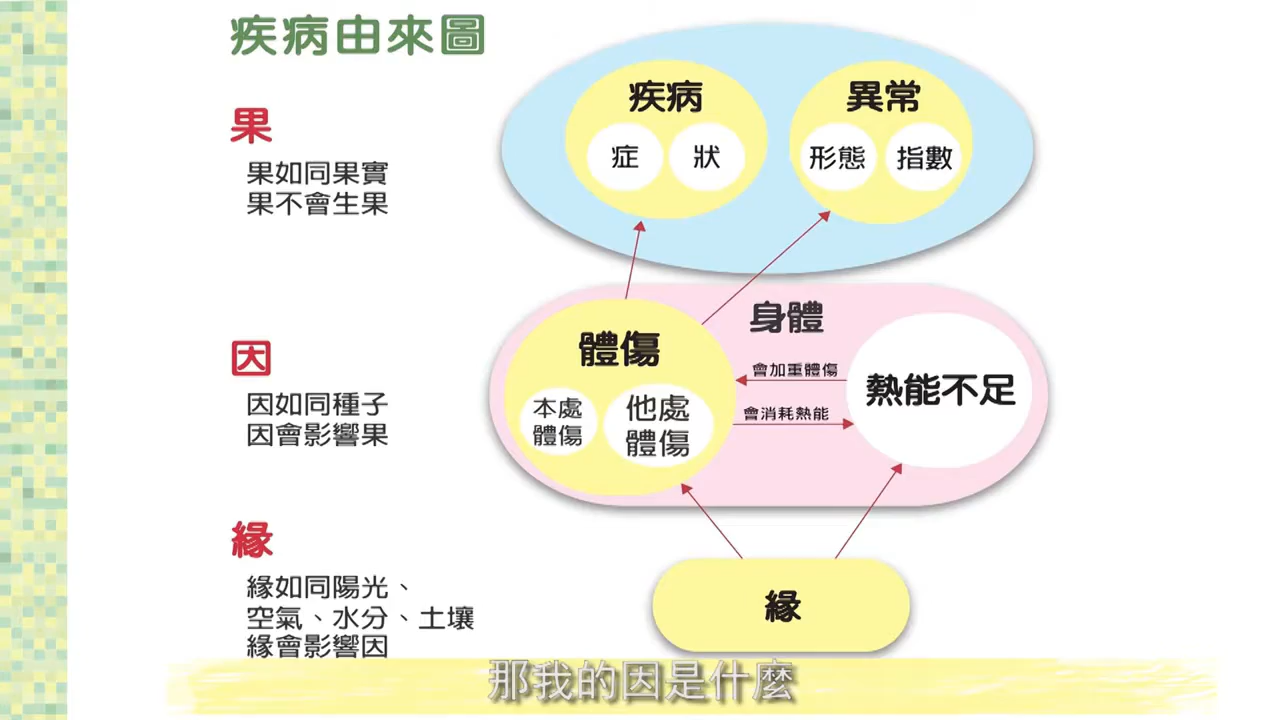 疾病由來圖
果
果如同果實
果不會生果
因
因如同種子
因會影響果
緣
緣如同陽光、
空氣、水分、土壤
緣會影響因
疾病
症
狀
異常
形態
指數
身體
體傷
本處
體傷
他處
體傷
會加重體傷
會消耗熱能
熱能不足
緣
那我的因是什麼